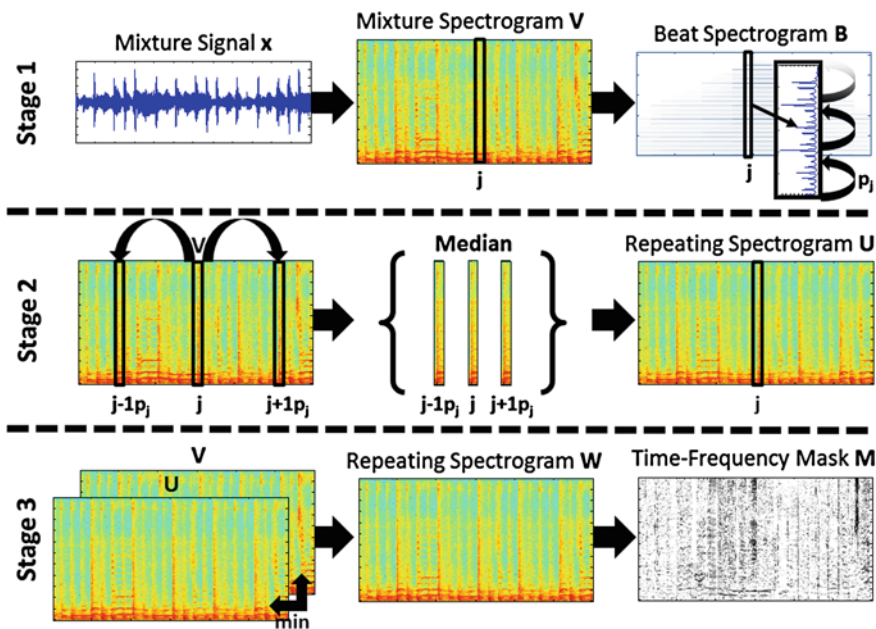 Stage 1
Mixture Signal x
Mixture Spectrogram V
j
Beat Spectrogram B
j
pj
Stage 2
V
j-1pj
j
j+1pj
Median
j-1pj
j
j+1pj
Repeating Spectrogram U
j
Stage 3
V
U
min
Repeating Spectrogram W
Time-Frequency Mask M